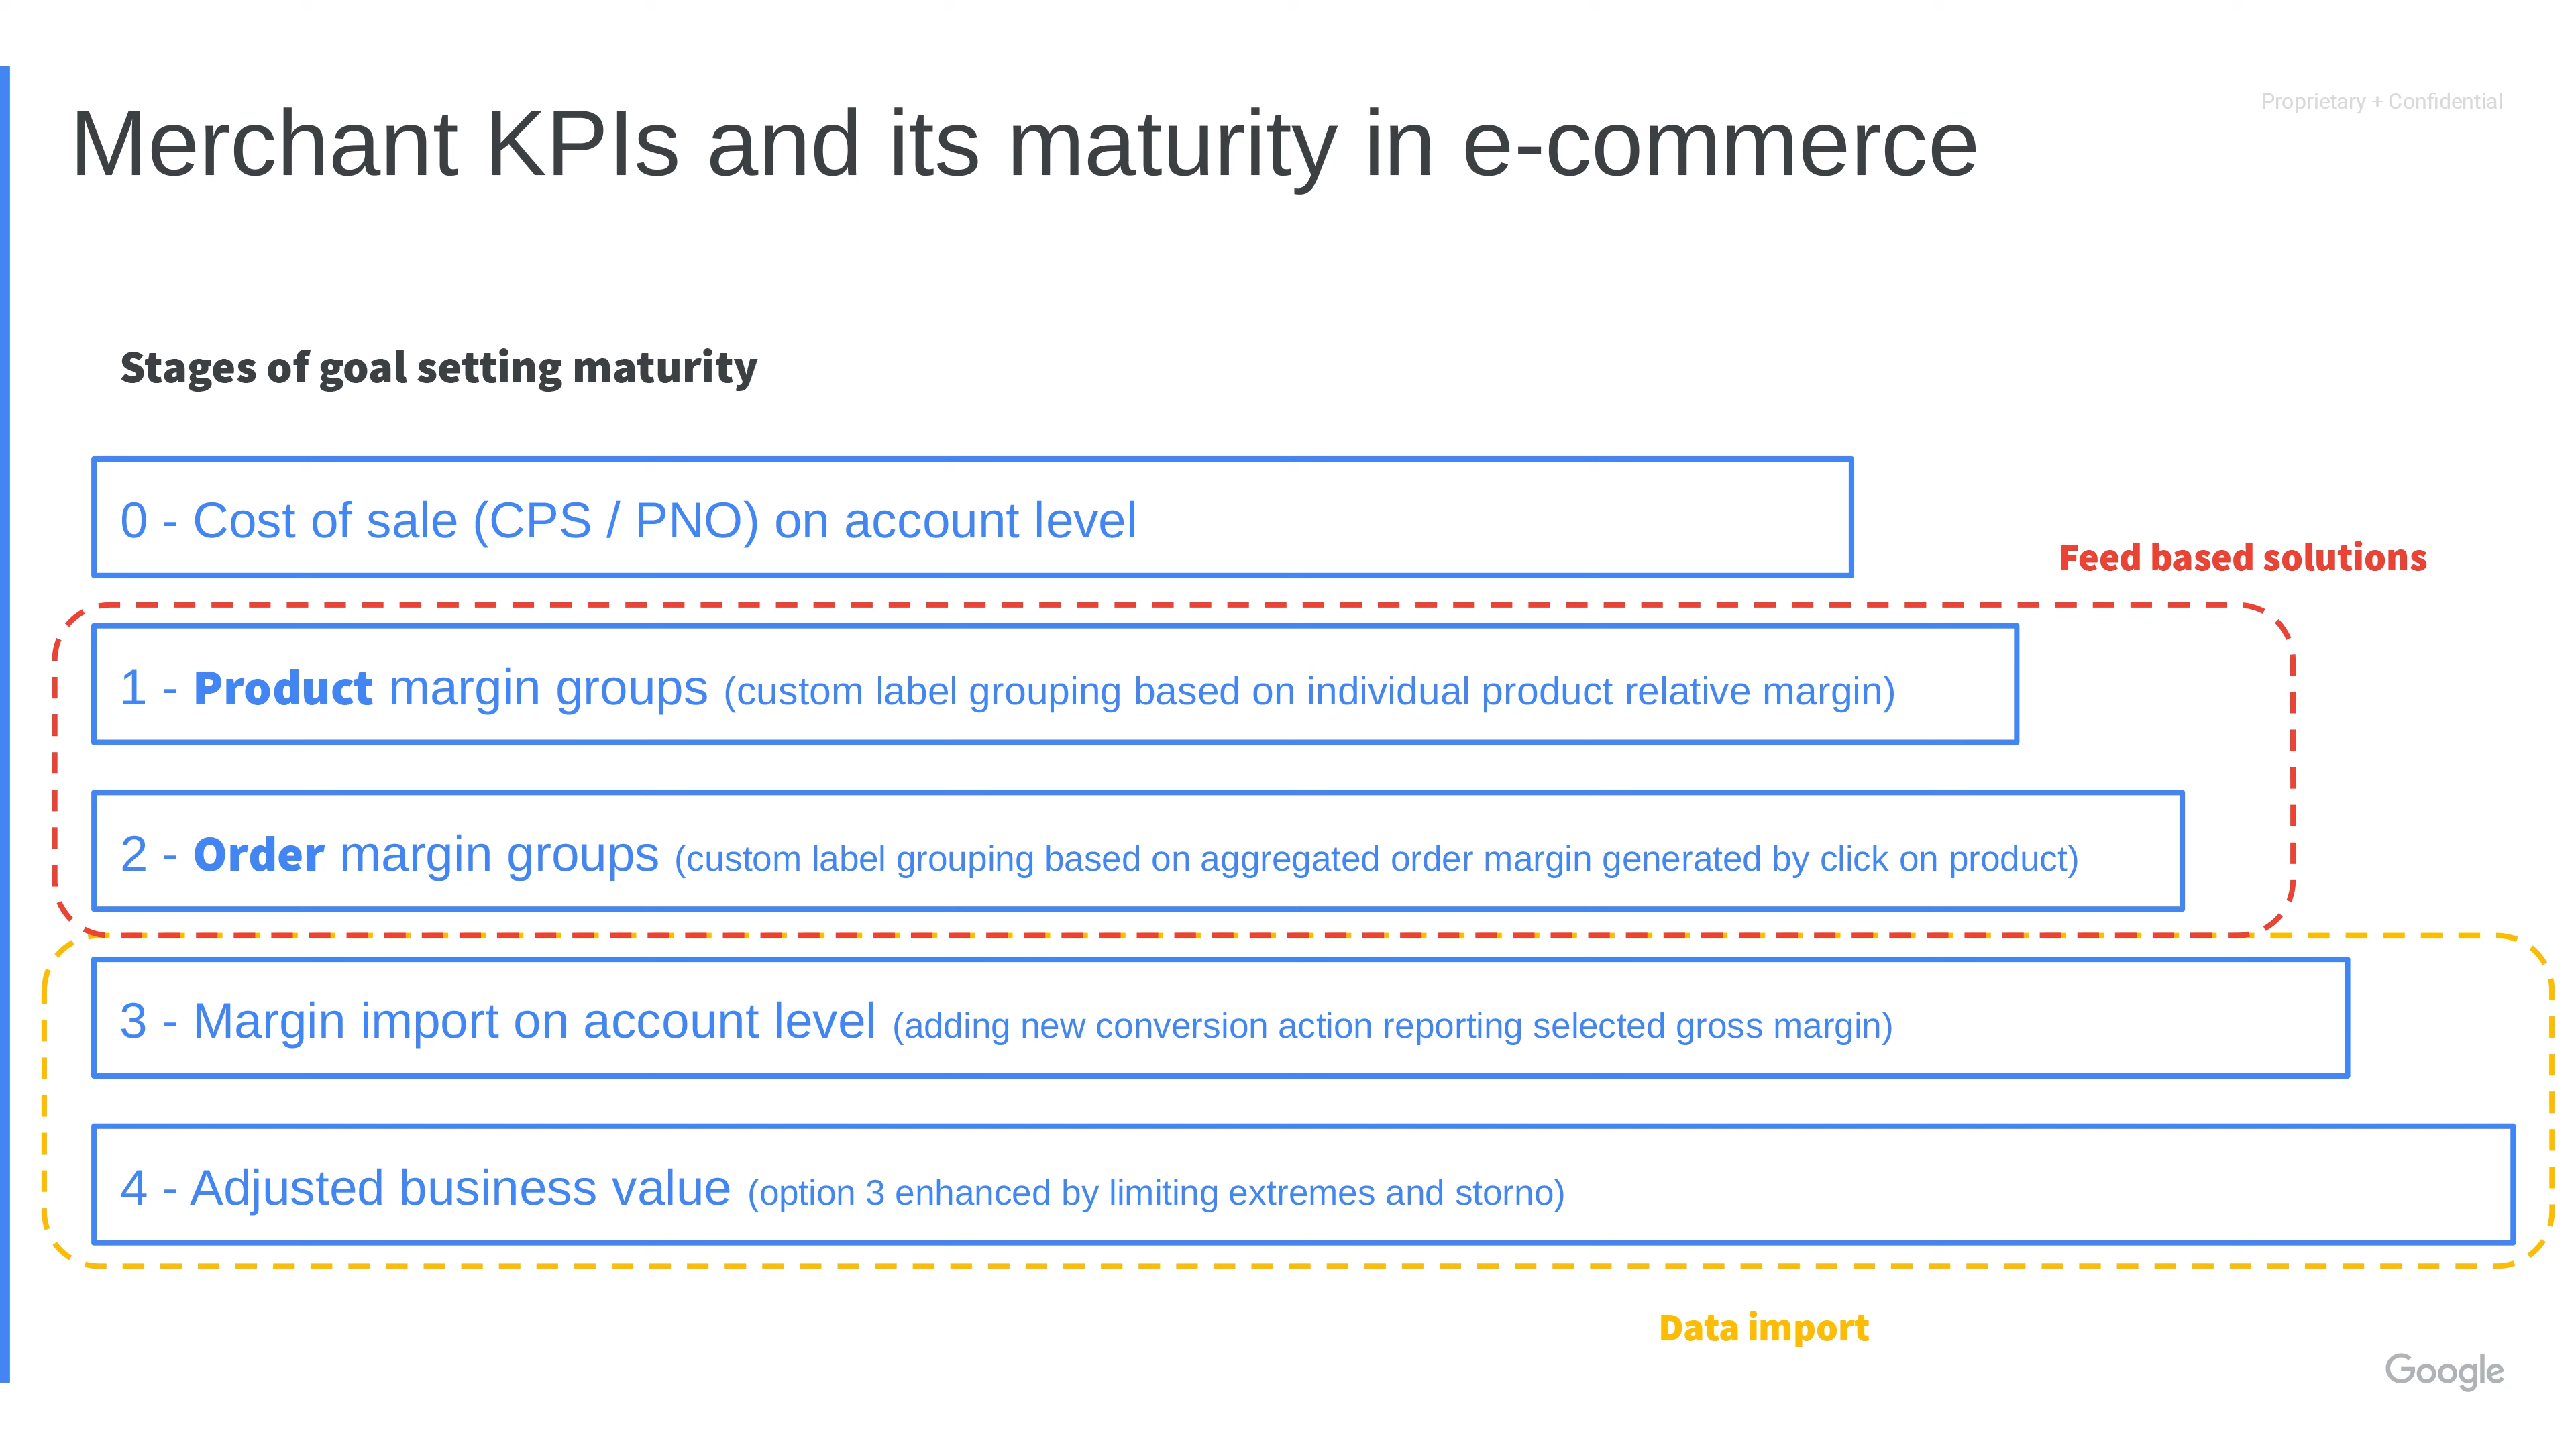 Proprietary + Confidential
Merchant KPIs and its maturity in e-commerce
Stages of goal setting maturity
0 - Cost of sale (CPS / PNO) on account level
Feed based solutions
1 - Product margin groups (custom label grouping based on individual product relative margin)
2 - Order margin groups (custom label grouping based on aggregated order margin generated by click on product)
3 - Margin import on account level (adding new conversion action reporting selected gross margin)
4 - Adjusted business value (option 3 enhanced by limiting extremes and storno)
Data import
Google